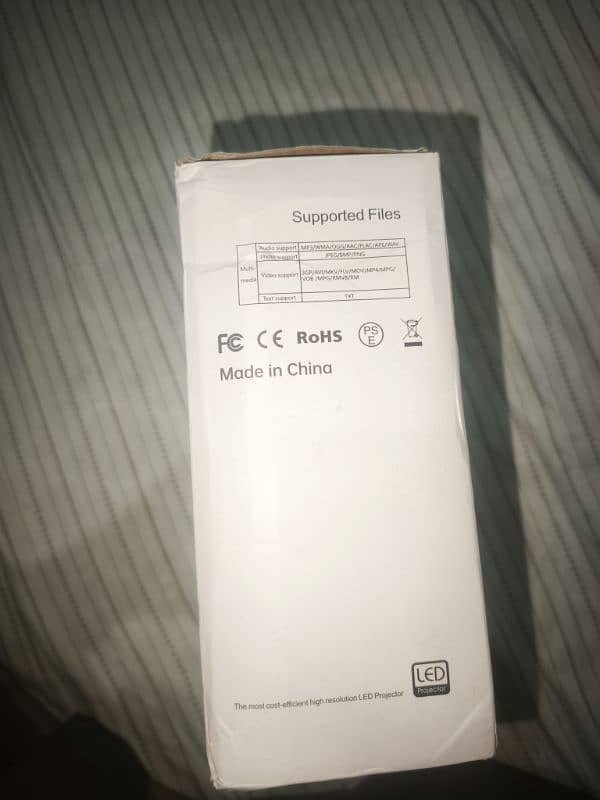 Supported Files
Multi-media
Audio support MP3/WMA/OGG/AAC/FLAC/APE/WAV
Photo support JPEG/BMP/PNG
Video support 3GP/AVI/MKV/FLV/MOV/MP4/MPG/
VOB /MPG/RMVB/RM
Text support TXT
FC CE RoHS PS
E
Made in China
LED
Projector
The most cost-efficient high resolution LED Projector